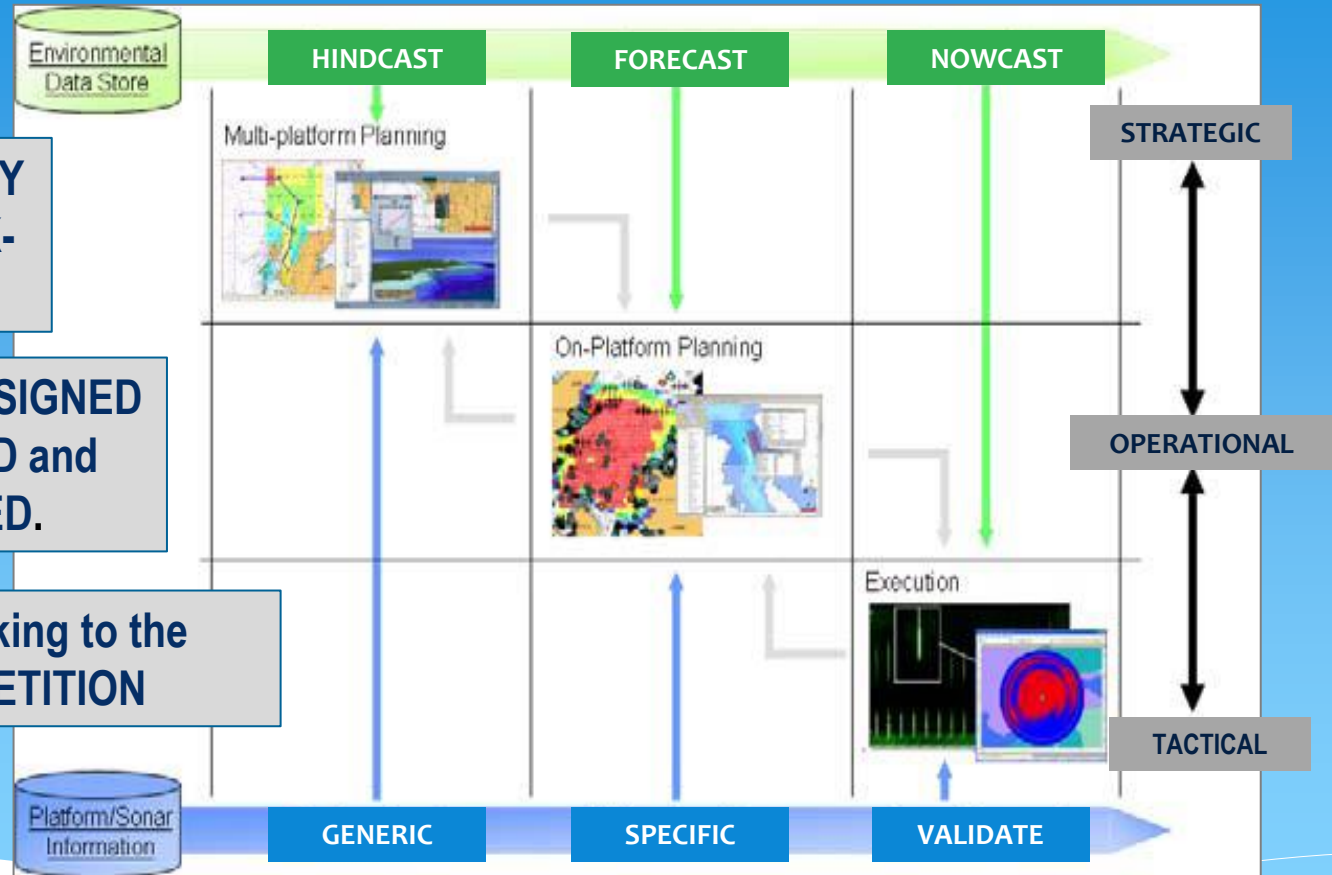 Environmental
Data Store
HINDCAST
FORECAST
NOWCAST
Multi-platform Planning
STRATEGIC
Y
-
On-Platform Planning
SIGNED
D and
ED.
OPERATIONAL
Execution
king to the
ETITION
TACTICAL
Platform/Sonar
Information
GENERIC
SPECIFIC
VALIDATE